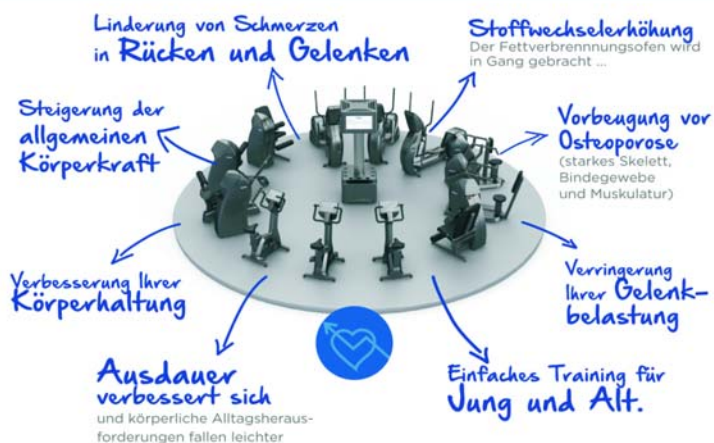 Linderung von Schmerzen
in Rücken und Gelenken
Stoffwechselerhöhung
Der Fettverbrennnungsofen wird
in Gang gebracht ...
Steigerung der
allgemeinen
Körperkraft
Vorbeugung vor
Osteoporose
(starkes Skelett,
Bindegewebe
und Muskulatur)
Verbesserung Ihrer
Körperhaltung
Verringerung
Ihrer Gelenk-
belastung
Ausdauer
verbessert sich
und körperliche Alltagsheraus-
forderungen fallen leichter
Einfaches Training für
Jung und Alt.